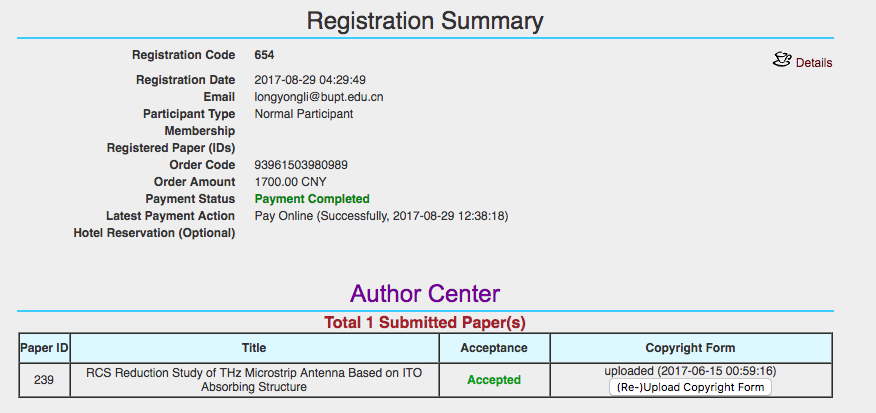 Registration Summary
Registration Code 654
Details
Registration Date 2017-08-29 04:29:49
Email longyongli@bupt.edu.cn
Participant Type Normal Participant
Membership
Registered Paper (IDs)
Order Code 93961503980989
Order Amount 1700.00 CNY
Payment Status Payment Completed
Latest Payment Action Pay Online (Successfully, 2017-08-29 12:38:18)
Hotel Reservation (Optional)
Author Center
Total 1 Submitted Paper(s)
Paper ID Title Acceptance Copyright Form
239 RCS Reduction Study of THz Microstrip Antenna Based on ITO
Absorbing Structure
Accepted
uploaded (2017-06-15 00:59:16)
(Re-)Upload Copyright Form